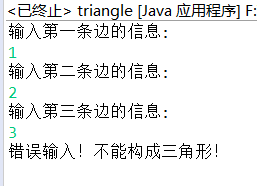 <已终止> triangle [Java 应用程序] F:
输入第一条边的信息：
1
输入第二条边的信息：
2
输入第三条边的信息：
3
错误输入！不能构成三角形！